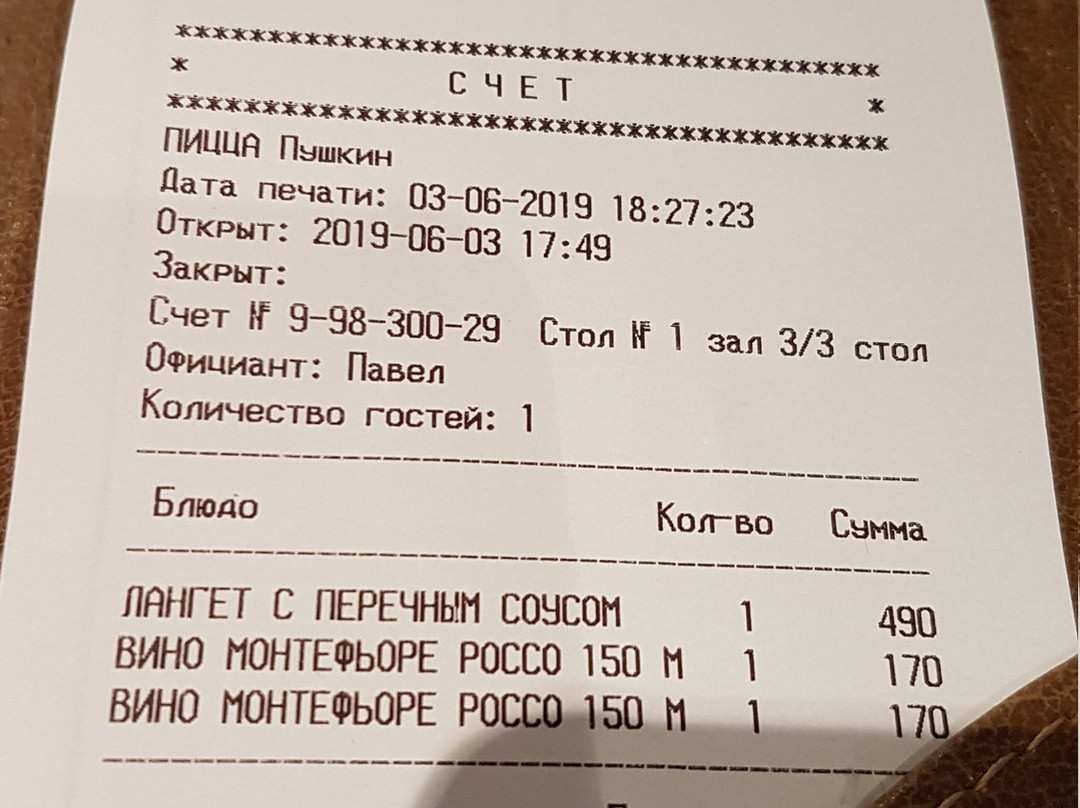 ****************************************
* СЧЕТ *
****************************************
ПИЦЦА Пушкин
Дата печати: 03-06-2019 18:27:23
Открыт: 2019-06-03 17:49
Закрыт:
Счет № 9-98-300-29 Стол № 1 зал 3/3 стол
Официант: Павел
Количество гостей: 1
Блюдо Кол-во Сумма
ЛАНГЕТ С ПЕРЕЧНЫМ СОУСОМ 1 490
ВИНО МОНТЕФЬОРЕ РОССО 150 М 1 170
ВИНО МОНТЕФЬОРЕ РОССО 150 М 1 170